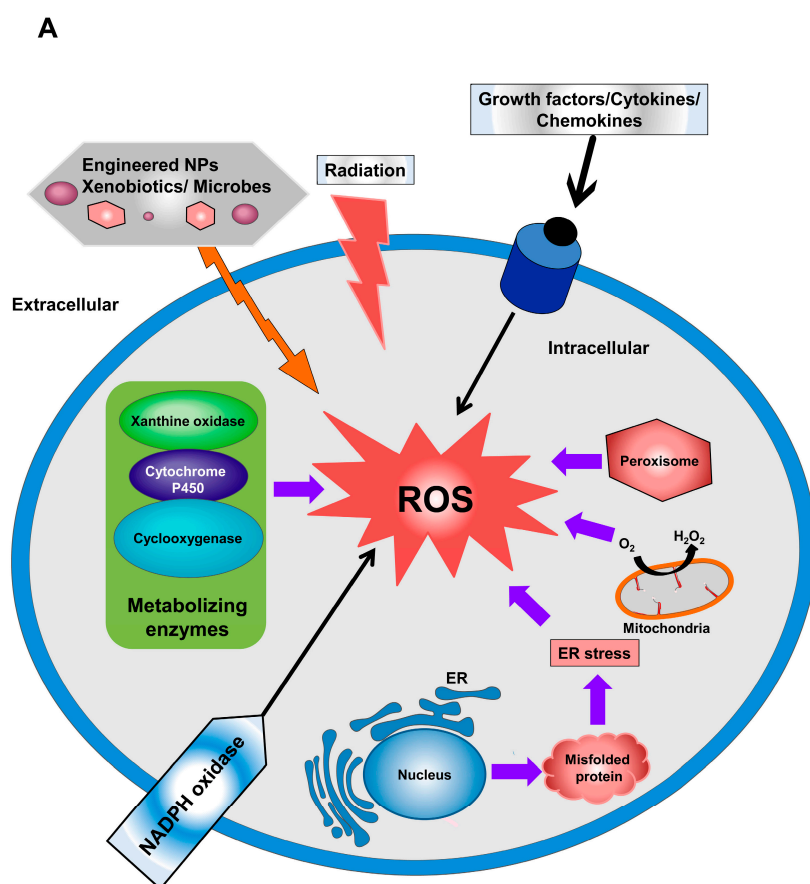 A
Growth factors/Cytokines/
Chemokines
Engineered NPs
Xenobiotics/ Microbes
Radiation
Extracellular
Intracellular
Xanthine oxidase
Cytochrome
P450
Cyclooxygenase
Metabolizing
enzymes
ROS
Peroxisome
O₂
H₂O₂
Mitochondria
ER stress
ER
Nucleus
Misfolded
protein
NADPH oxidase